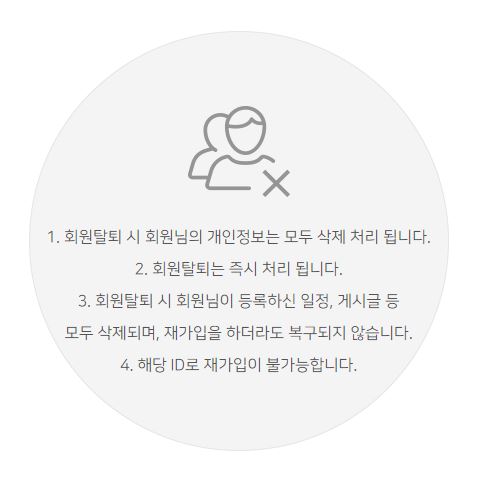 1. 회원탈퇴 시 회원님의 개인정보는 모두 삭제 처리 됩니다.
2. 회원탈퇴는 즉시 처리 됩니다.
3. 회원탈퇴 시 회원님이 등록하신 일정, 게시글 등
모두 삭제되며, 재가입을 하더라도 복구되지 않습니다.
4. 해당 ID로 재가입이 불가능합니다.